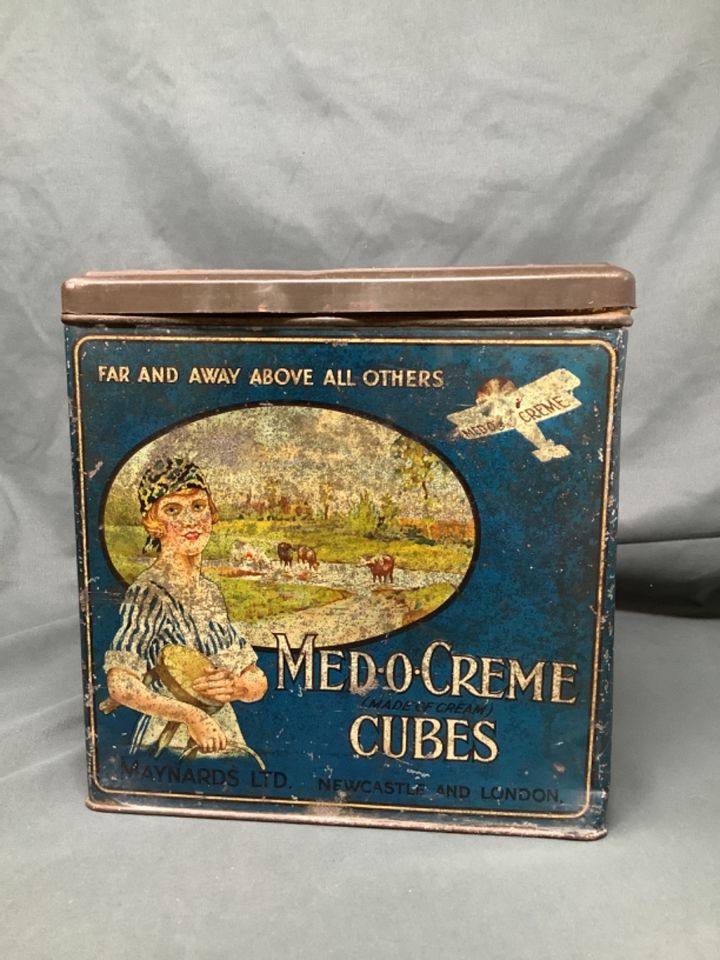 FAR AND AWAY ABOVE ALL OTHERS
MED-O-CREME
MED·O·CREME
(MADE OF CREAM)
CUBES
MAYNARDS LTD. NEWCASTLE AND LONDON.